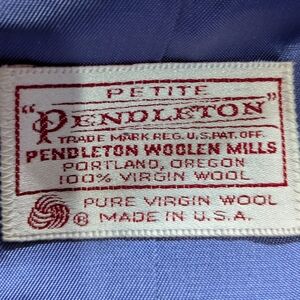 PETITE
"PENDLETON"
TRADE MARK REG. U.S. PAT. OFF.
PENDLETON WOOLEN MILLS
PORTLAND, OREGON
100% VIRGIN WOOL
PURE VIRGIN WOOL
® MADE IN U.S.A.